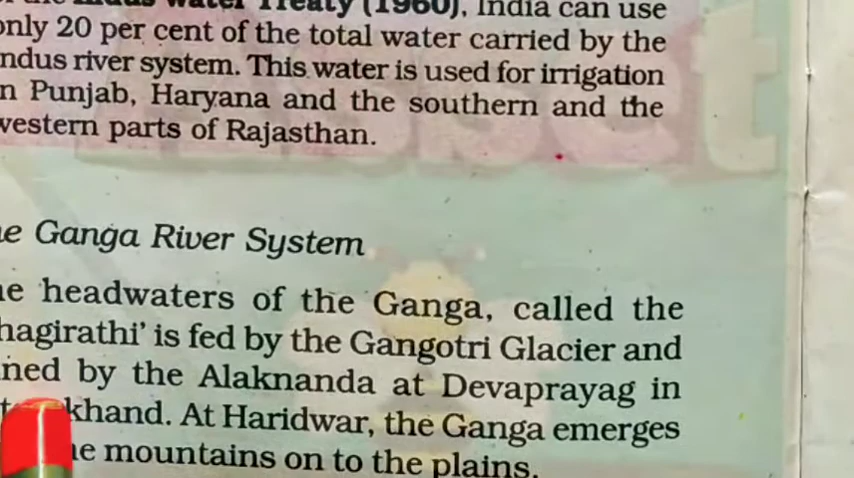 Water Treaty (1960), India can use
only 20 per cent of the total water carried by the
ndus river system. This water is used for irrigation
n Punjab, Haryana and the southern and the
western parts of Rajasthan.
e Ganga River System
e headwaters of the Ganga, called the
hagirathi’ is fed by the Gangotri Glacier and
ned by the Alaknanda at Devaprayag in
khand. At Haridwar, the Ganga emerges
e mountains on to the plains.